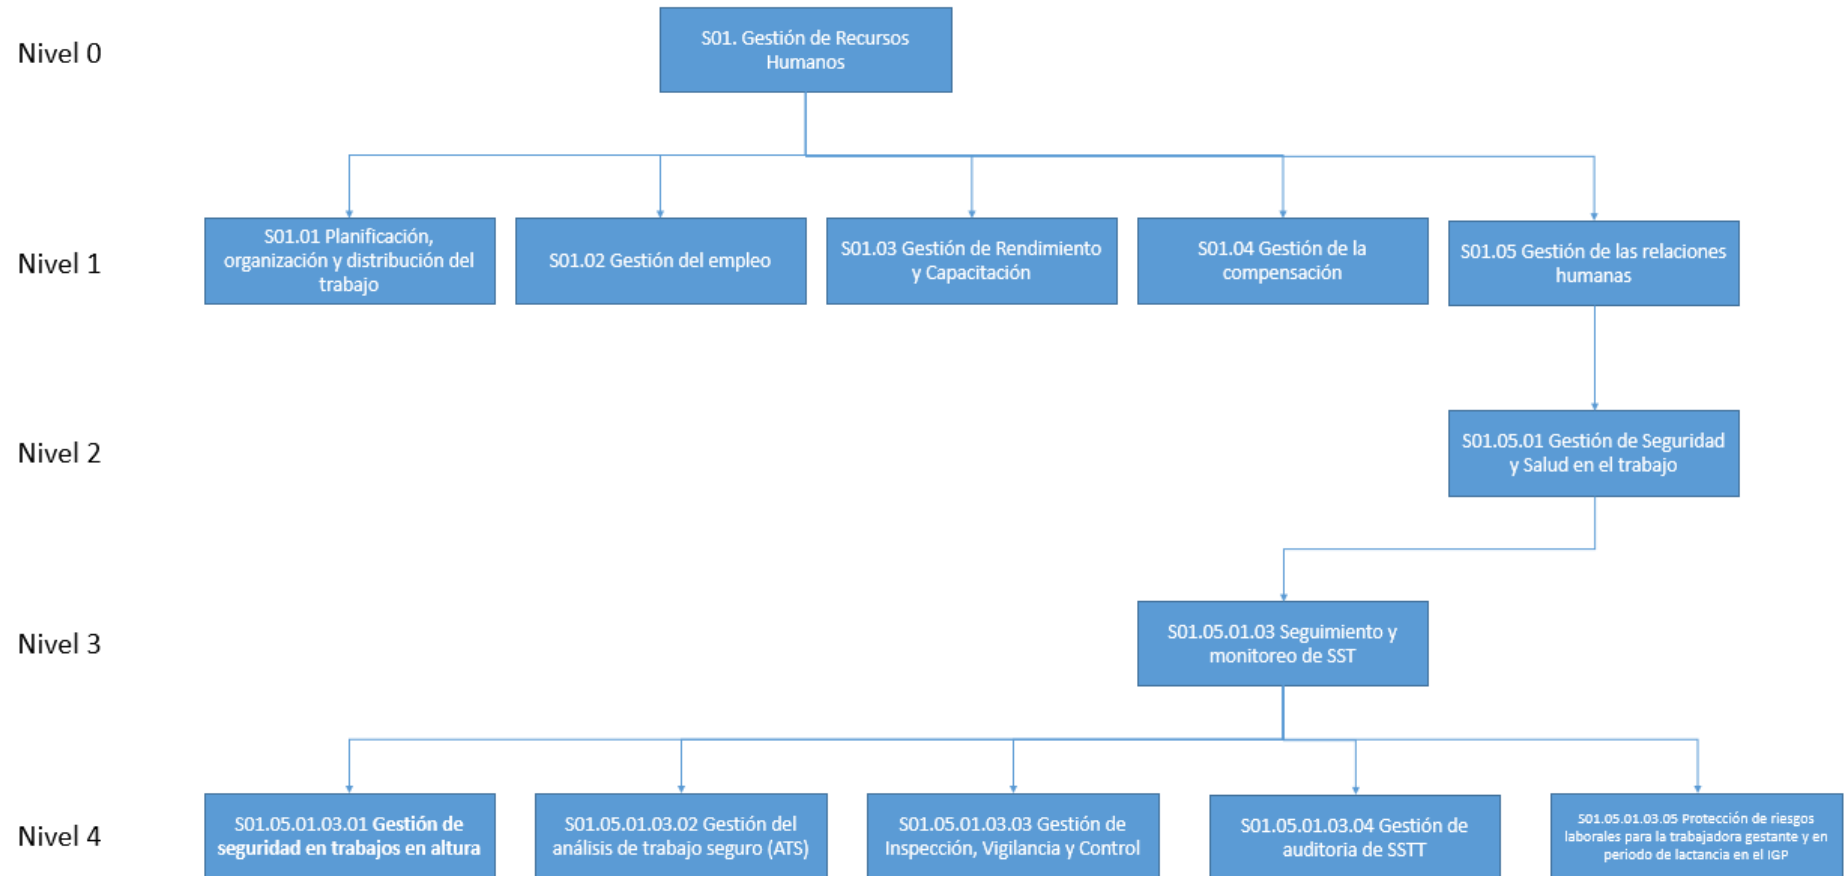 Nivel 0
S01. Gestión de Recursos
Humanos
Nivel 1
S01.01 Planificación,
organización y distribución del
trabajo
S01.02 Gestión del empleo
S01.03 Gestión de Rendimiento
y Capacitación
S01.04 Gestión de la
compensación
S01.05 Gestión de las relaciones
humanas
Nivel 2
S01.05.01 Gestión de Seguridad
y Salud en el trabajo
Nivel 3
S01.05.01.03 Seguimiento y
monitoreo de SST
Nivel 4
S01.05.01.03.01 Gestión de
seguridad en trabajos en altura
S01.05.01.03.02 Gestión del
análisis de trabajo seguro (ATS)
S01.05.01.03.03 Gestión de
Inspección, Vigilancia y Control
S01.05.01.03.04 Gestión de
auditoria de SSTT
S01.05.01.03.05 Protección de riesgos
laborales para la trabajadora gestante y en
periodo de lactancia en el IGP